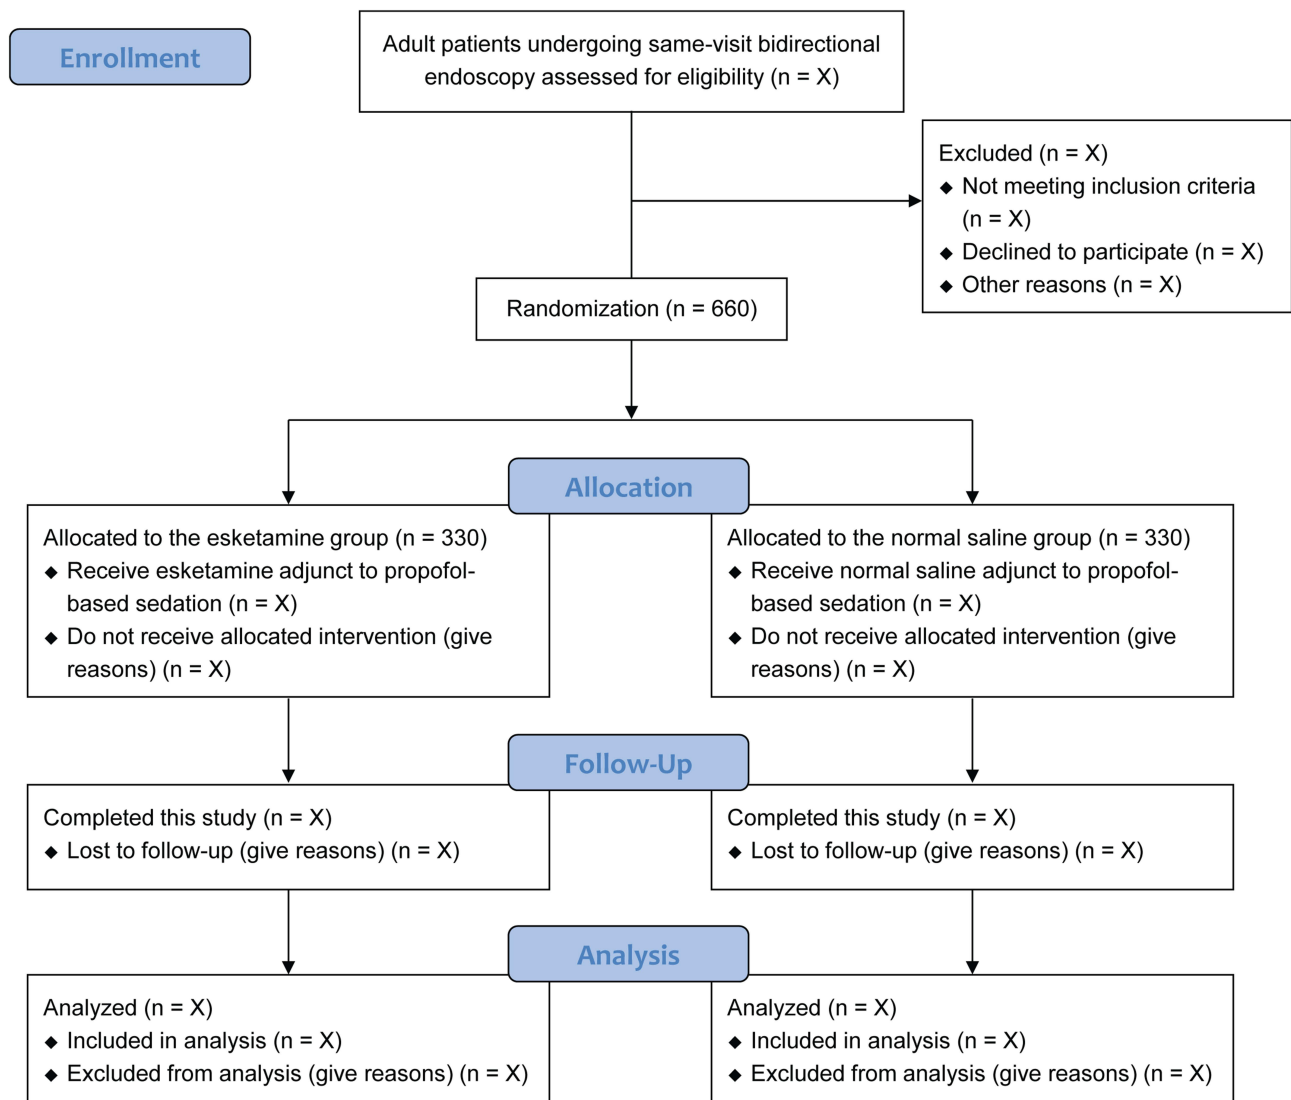 Enrollment
Adult patients undergoing same-visit bidirectional
endoscopy assessed for eligibility (n = X)
Excluded (n = X)
◆ Not meeting inclusion criteria
(n = X)
◆ Declined to participate (n = X)
◆ Other reasons (n = X)
Randomization (n = 660)
Allocation
Allocated to the esketamine group (n = 330)
◆ Receive esketamine adjunct to propofol-
based sedation (n = X)
◆ Do not receive allocated intervention (give
reasons) (n = X)
Allocated to the normal saline group (n = 330)
◆ Receive normal saline adjunct to propofol-
based sedation (n = X)
◆ Do not receive allocated intervention (give
reasons) (n = X)
Follow-Up
Completed this study (n = X)
◆ Lost to follow-up (give reasons) (n = X)
Completed this study (n = X)
◆ Lost to follow-up (give reasons) (n = X)
Analysis
Analyzed (n = X)
◆ Included in analysis (n = X)
◆ Excluded from analysis (give reasons) (n = X)
Analyzed (n = X)
◆ Included in analysis (n = X)
◆ Excluded from analysis (give reasons) (n = X)